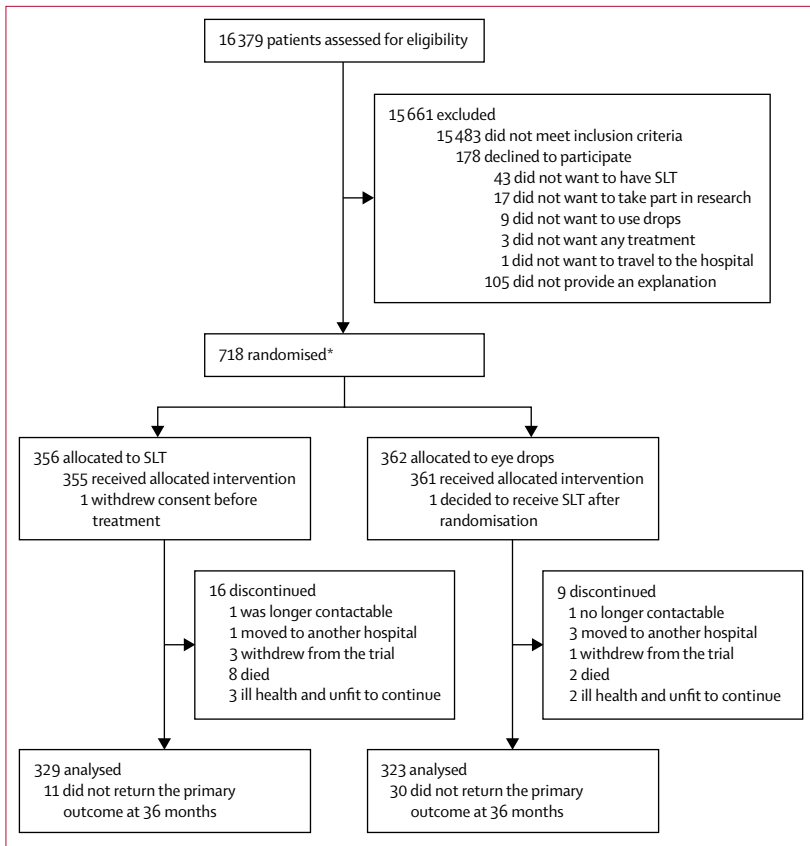 16 379 patients assessed for eligibility
15 661 excluded
15 483 did not meet inclusion criteria
178 declined to participate
43 did not want to have SLT
17 did not want to take part in research
9 did not want to use drops
3 did not want any treatment
1 did not want to travel to the hospital
105 did not provide an explanation
718 randomised*
356 allocated to SLT
355 received allocated intervention
1 withdrew consent before
treatment
362 allocated to eye drops
361 received allocated intervention
1 decided to receive SLT after
randomisation
16 discontinued
1 was longer contactable
1 moved to another hospital
3 withdrew from the trial
8 died
3 ill health and unfit to continue
9 discontinued
1 no longer contactable
3 moved to another hospital
1 withdrew from the trial
2 died
2 ill health and unfit to continue
329 analysed
11 did not return the primary
outcome at 36 months
323 analysed
30 did not return the primary
outcome at 36 months